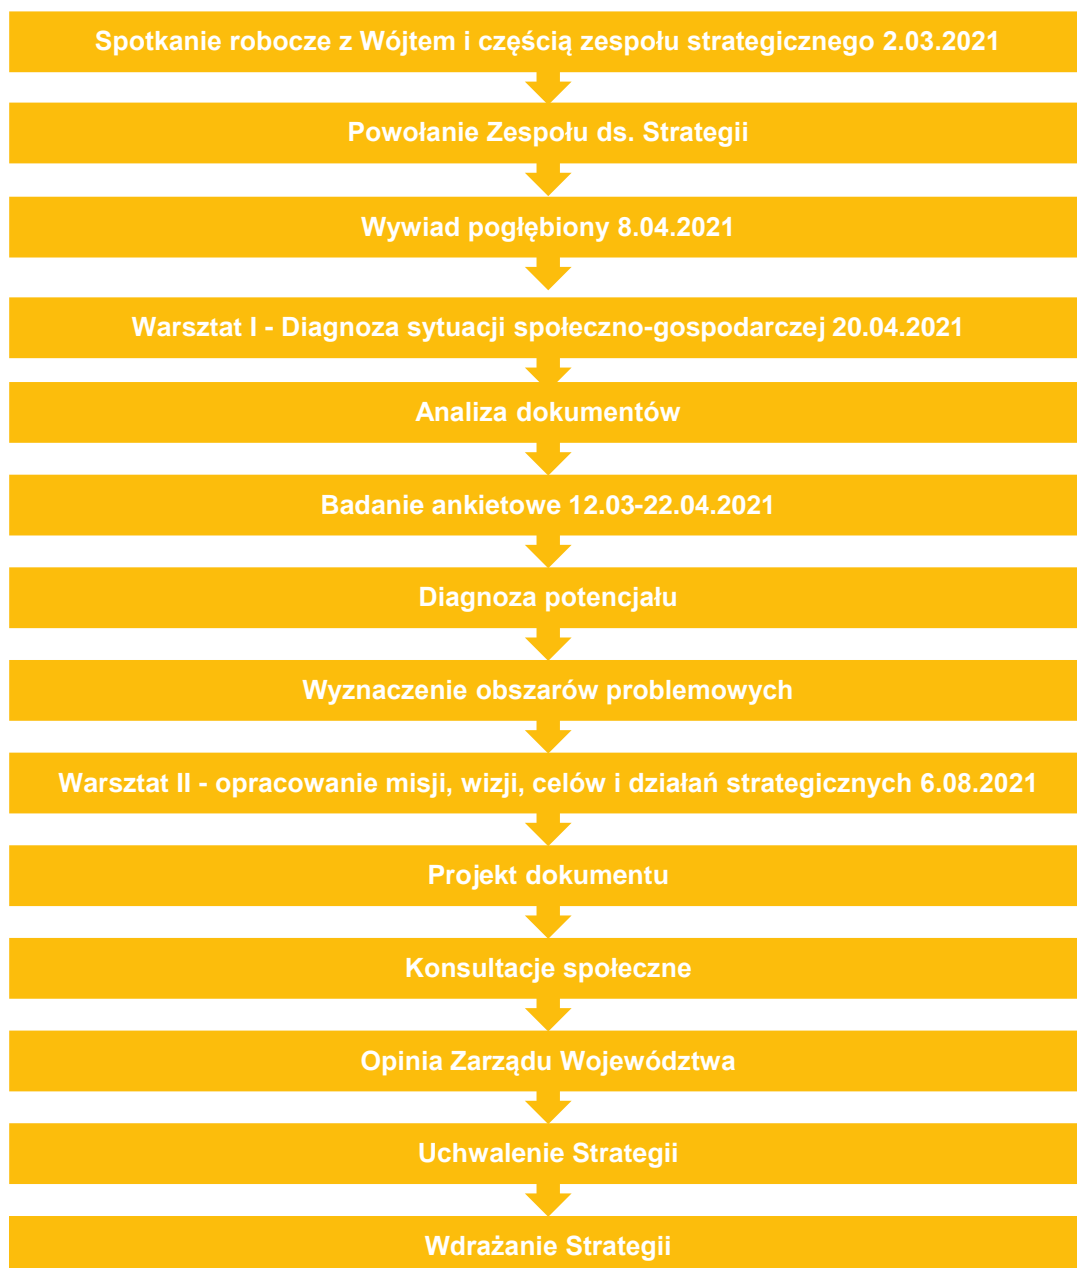 Spotkanie robocze z Wójtem i częścią zespołu strategicznego 2.03.2021
Powołanie Zespołu ds. Strategii
Wywiad pogłębiony 8.04.2021
Warsztat I - Diagnoza sytuacji społeczno-gospodarczej 20.04.2021
Analiza dokumentów
Badanie ankietowe 12.03-22.04.2021
Diagnoza potencjału
Wyznaczenie obszarów problemowych
Warsztat II - opracowanie misji, wizji, celów i działań strategicznych 6.08.2021
Projekt dokumentu
Konsultacje społeczne
Opinia Zarządu Województwa
Uchwalenie Strategii
Wdrażanie Strategii